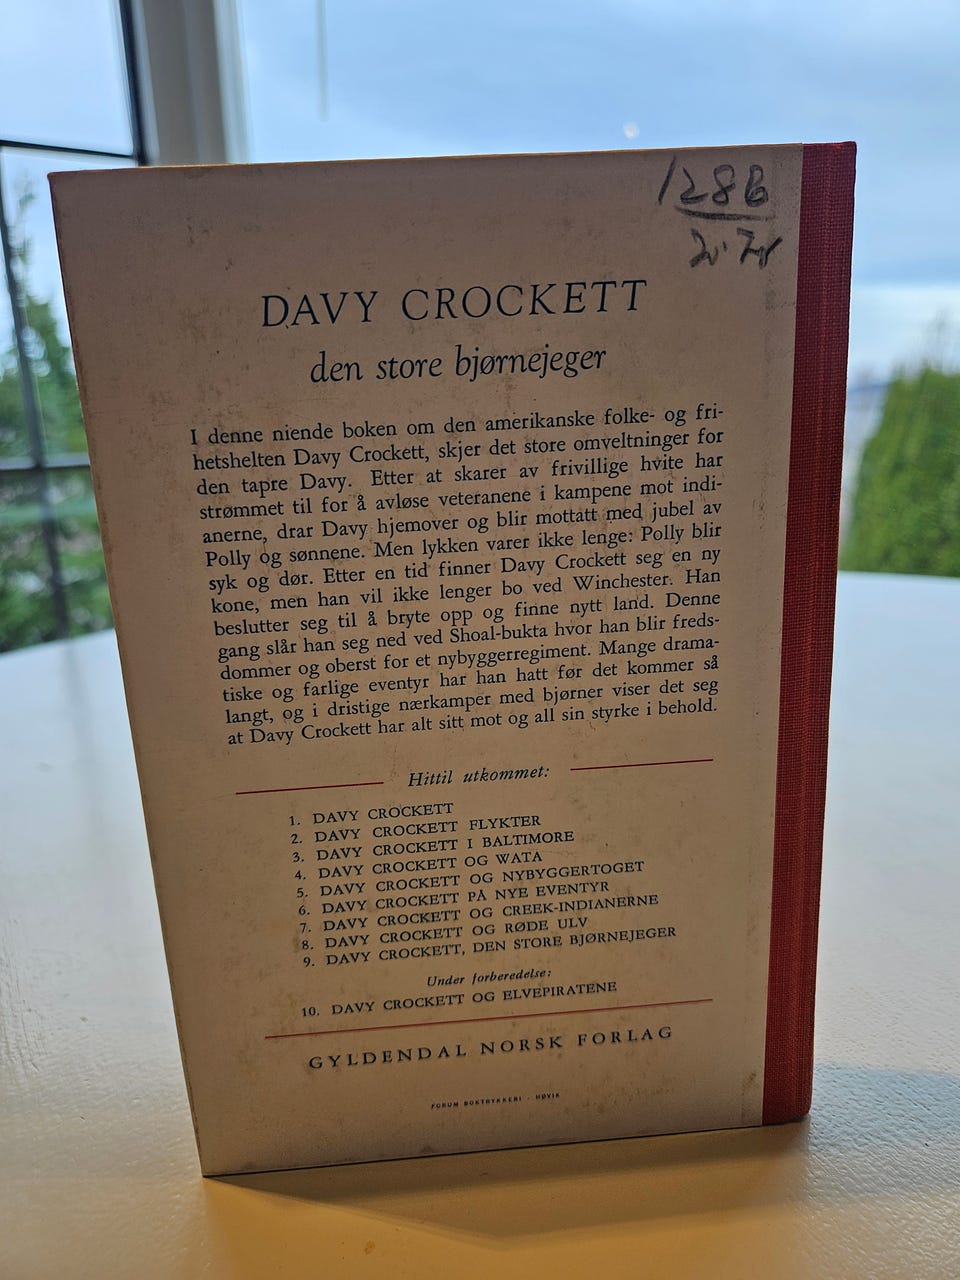 128B
DAVY CROCKETT
den store bjørnejeger
I denne niende boken om den amerikanske folke- og fri-
hetshelten Davy Crockett, skjer det store omveltninger for
den tapre Davy. Etter at skarer av frivillige hvite har
strømmet til for å avløse veteranene i kampene mot indi-
anerne, drar Davy hjemover og blir mottatt med jubel av
Polly og sønnene. Men lykken varer ikke lenge: Polly blir
syk og dør. Etter en tid finner Davy Crockett seg en ny
kone, men han vil ikke lenger bo ved Winchester. Han
beslutter seg til å bryte opp og finne nytt land. Denne
gang slår han seg ned ved Shoal-bukta hvor han blir freds-
dommer og oberst for et nybyggerregiment. Mange drama-
tiske og farlige eventyr har han hatt før det kommer så
langt, og i dristige nærkamper med bjørner viser det seg
at Davy Crockett har alt sitt mot og all sin styrke i behold.
Hittil utkommet:
1. DAVY CROCKETT
2. DAVY CROCKETT FLYKTER
3. DAVY CROCKETT I BALTIMORE
4. DAVY CROCKETT OG WATA
5. DAVY CROCKETT OG NYBYGGERTOGET
6. DAVY CROCKETT PÅ NYE EVENTYR
7. DAVY CROCKETT OG CREEK-INDIANERNE
8. DAVY CROCKETT OG RØDE ULV
9. DAVY CROCKETT, DEN STORE BJØRNEJEGER
Under forberedelse:
10. DAVY CROCKETT OG ELVEPIRATENE
GYLDENDAL NORSK FORLAG
FORUM BOKTRYKKERI - HØVIK